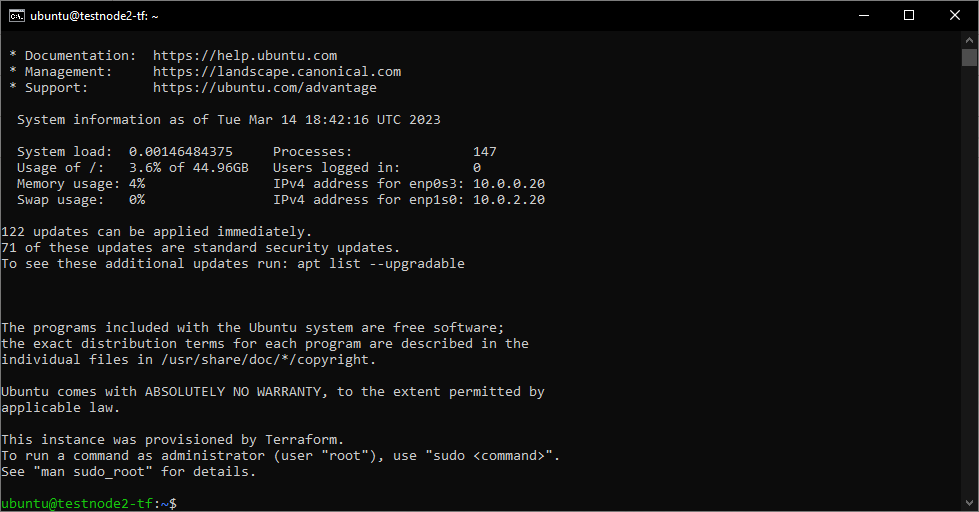 ubuntu@testnode2-tf: ~
* Documentation:  https://help.ubuntu.com
* Management:     https://landscape.canonical.com
* Support:        https://ubuntu.com/advantage
System information as of Tue Mar 14 18:42:16 UTC 2023
System load:  0.00146484375     Processes:               147
Usage of /:   3.6% of 44.96GB   Users logged in:         0
Memory usage: 4%                IPv4 address for enp0s3: 10.0.0.20
Swap usage:   0%                IPv4 address for enp1s0: 10.0.2.20
122 updates can be applied immediately.
71 of these updates are standard security updates.
To see these additional updates run: apt list --upgradable
The programs included with the Ubuntu system are free software;
the exact distribution terms for each program are described in the
individual files in /usr/share/doc/*/copyright.
Ubuntu comes with ABSOLUTELY NO WARRANTY, to the extent permitted by
applicable law.
This instance was provisioned by Terraform.
To run a command as administrator (user "root"), use "sudo <command>".
See "man sudo_root" for details.
ubuntu@testnode2-tf:~$